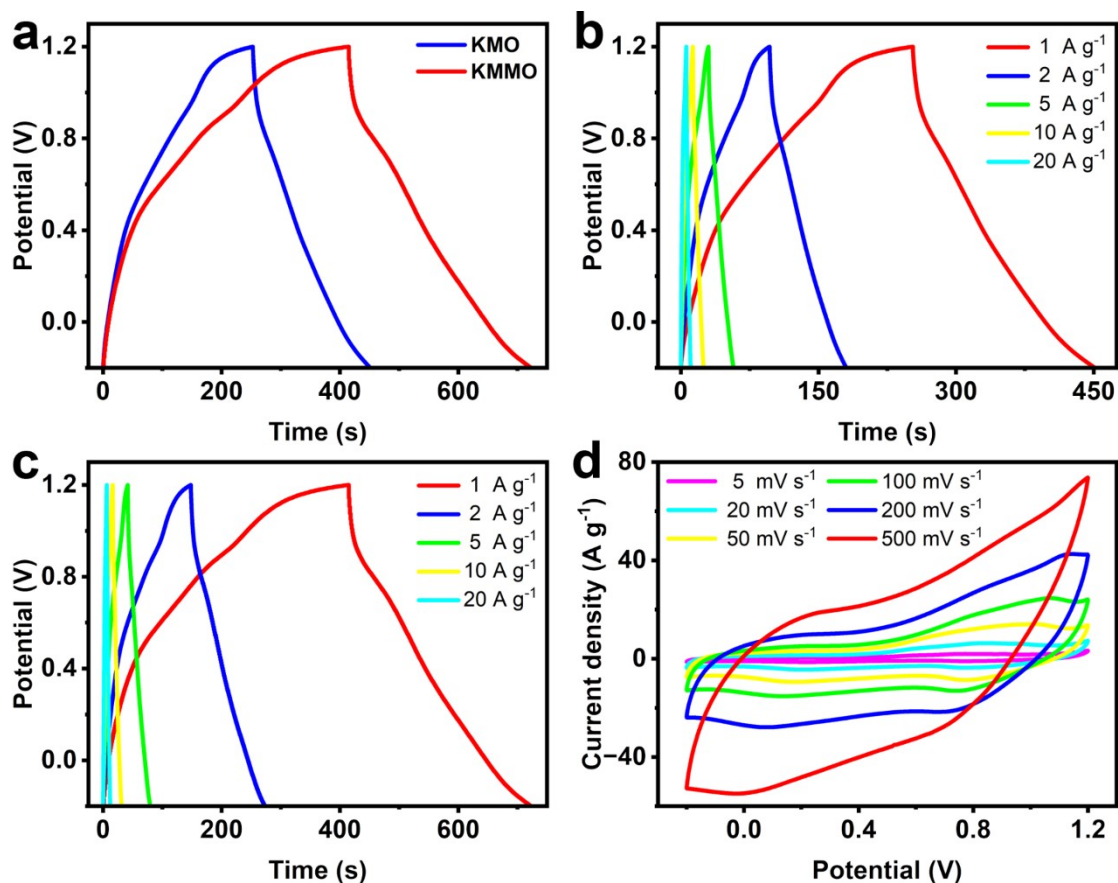 a
KMO
KMMO
1.2
0.8
0.4
0.0
Potential (V)
0 200 400 600
Time (s)
b
1 A g⁻¹
2 A g⁻¹
5 A g⁻¹
10 A g⁻¹
20 A g⁻¹
1.2
0.8
0.4
0.0
Potential (V)
0 150 300 450
Time (s)
c
1 A g⁻¹
2 A g⁻¹
5 A g⁻¹
10 A g⁻¹
20 A g⁻¹
1.2
0.8
0.4
0.0
Potential (V)
0 200 400 600
Time (s)
d
5 mV s⁻¹ 100 mV s⁻¹
20 mV s⁻¹ 200 mV s⁻¹
50 mV s⁻¹ 500 mV s⁻¹
80
40
0
−40
Current density (A g⁻¹)
0.0 0.4 0.8 1.2
Potential (V)